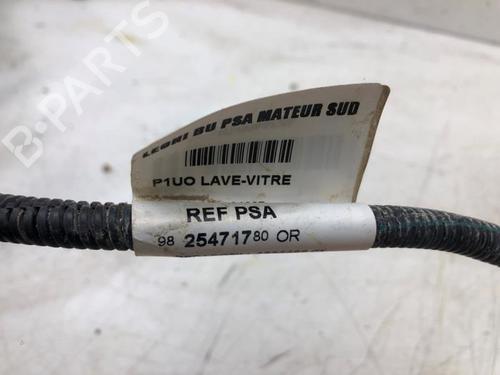 LEONI BU PSA MATEUR SUD
P1UO LAVE-VITRE
REF PSA
98 25471780 OR
B-PARTS